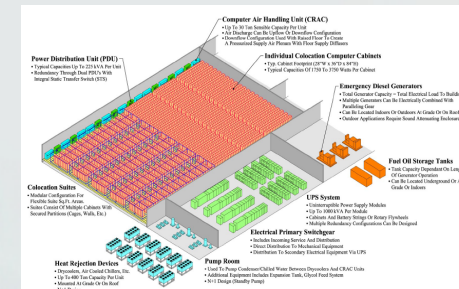 Computer Air Handling Unit (CRAC)
• Up To 30 Ton Sensible Capacity Per Unit
• Air Discharge Can Be Upflow Or Downflow Configuration
• Downflow Configuration Used With Raised Floor To Create
A Pressurized Supply Air Plenum With Floor Supply Diffusers
Power Distribution Unit (PDU)
• Typical Capacities Up To 225 kVA Per Unit
• Redundancy Through Dual PDU's With
Integral Static Transfer Switch (STS)
Individual Colocation Computer Cabinets
• Typ. Cabinet Footprint (28"W x 36"D x 84"H)
• Typical Capacities Of 1750 To 3750 Watts Per Cabinet
Emergency Diesel Generators
• Total Generator Capacity = Total Electrical Load To Building
• Multiple Generators Can Be Electrically Combined With
Paralleling Gear
• Can Be Located Indoors Or Outdoors At Grade Or On Roof
• Outdoor Applications Require Sound Attenuating Enclosures
Fuel Oil Storage Tanks
• Tank Capacity Dependent On Length
Of Generator Operation
• Can Be Located Underground Or At
Grade Or Indoors
Colocation Suites
• Modular Configuration For
Flexible Suite Sq.Ft. Areas.
• Suites Consist Of Multiple Cabinets With
Secured Partitions (Cages, Walls, Etc.)
UPS System
• Uninterruptible Power Supply Modules
• Up To 1000 kVA Per Module
• Cabinets And Battery Strings Or Rotary Flywheels
• Multiple Redundancy Configurations Can Be Designed
Electrical Primary Switchgear
• Includes Incoming Service And Distribution
• Direct Distribution To Mechanical Equipment
• Distribution To Secondary Electrical Equipment Via UPS
Pump Room
• Used To Pump Condenser/Chilled Water Between Drycoolers And CRAC Units
• Additional Equipment Includes Expansion Tank, Glycol Feed System
• N+1 Design (Standby Pump)
Heat Rejection Devices
• Drycoolers, Air Cooled Chillers, Etc.
• Up To 400 Ton Capacity Per Unit
• Mounted At Grade Or On Roof